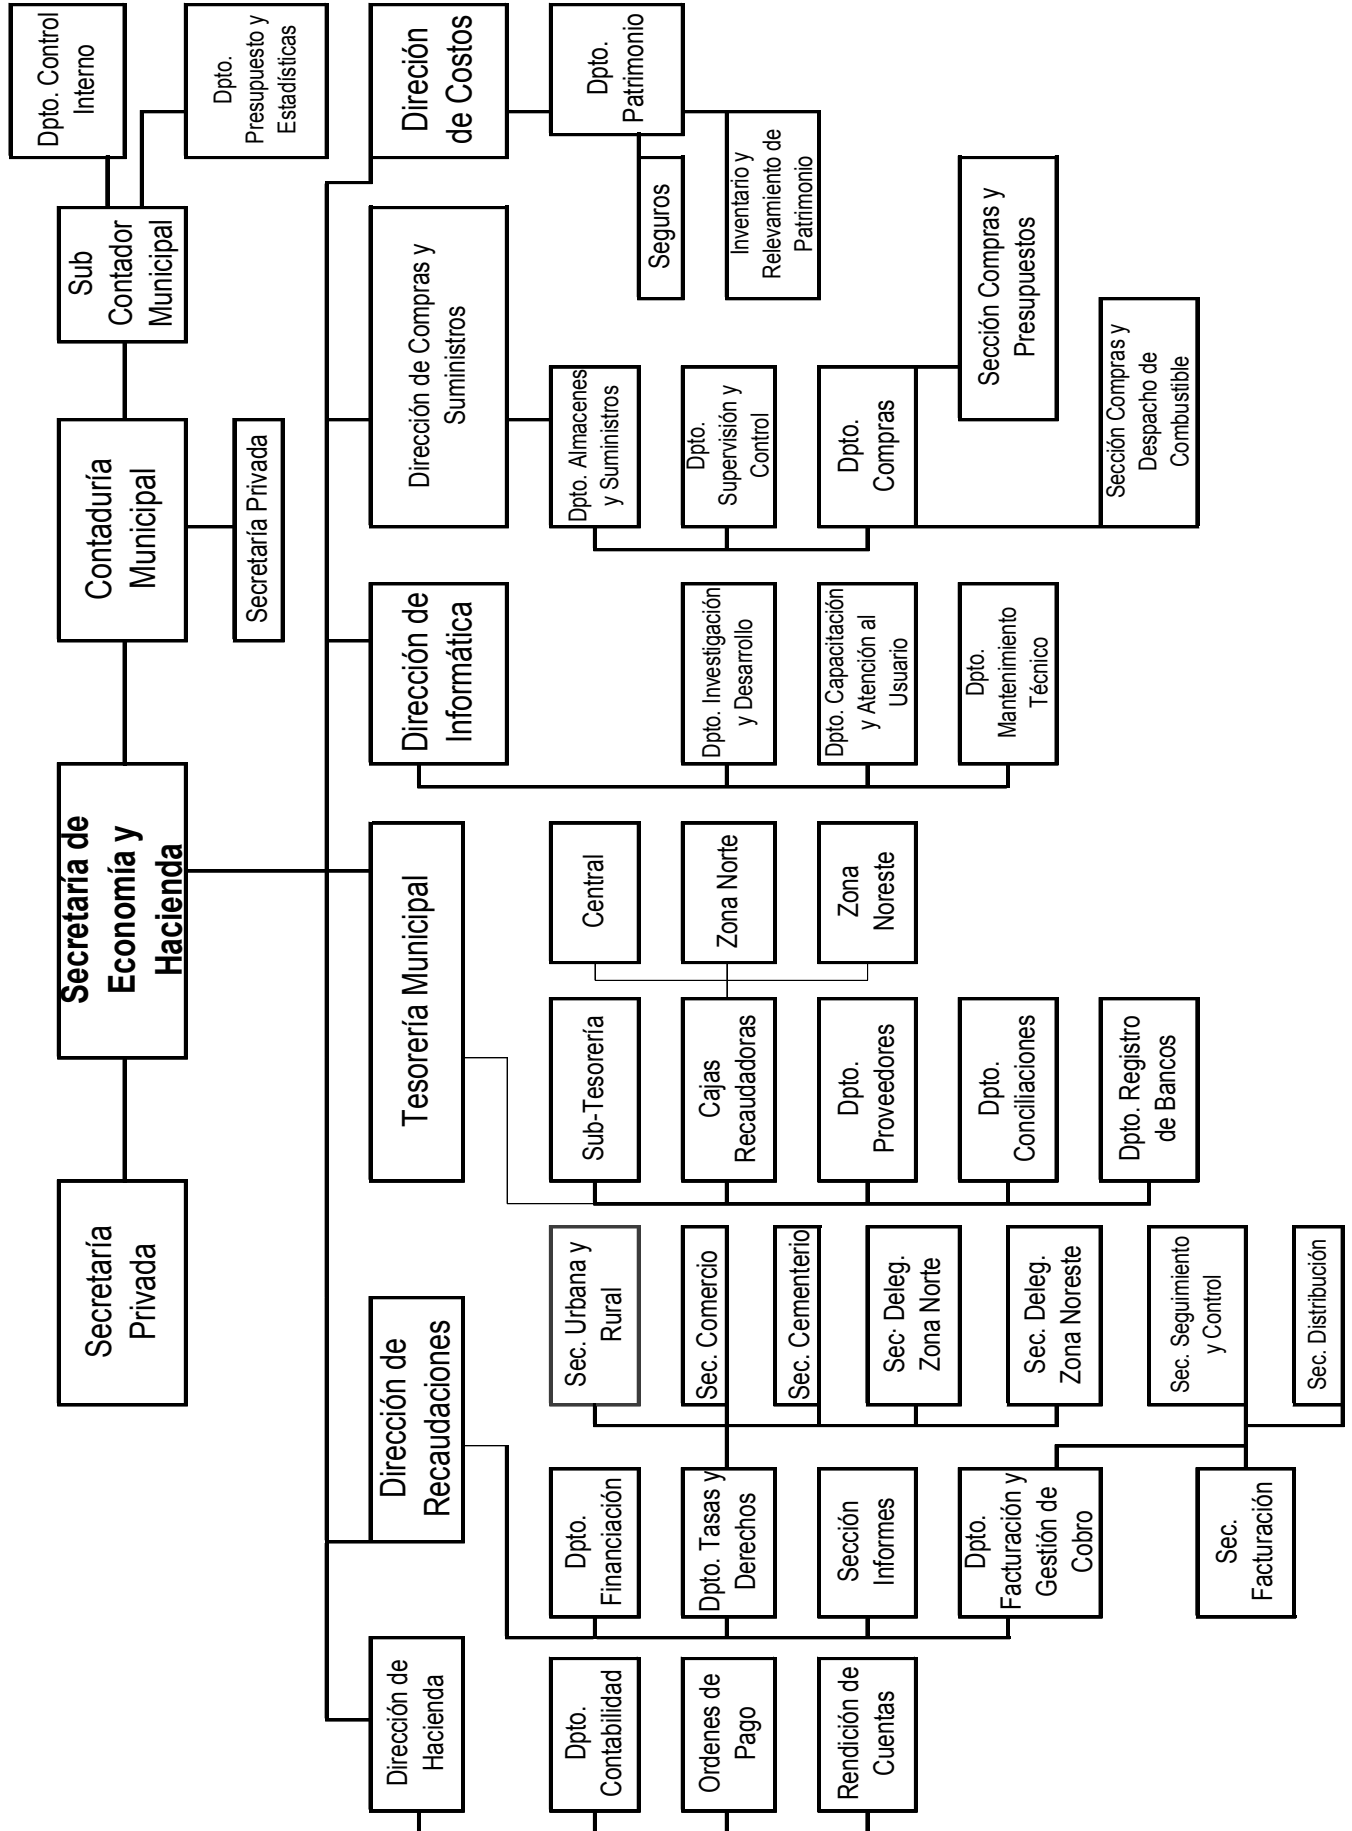 Secretaría
Privada
Secretaría de
Economía y
Hacienda
Contaduría
Municipal
Secretaría Privada
Sub
Contador
Municipal
Dpto. Control
Interno
Dpto.
Presupuesto y
Estadísticas
Dirección de
Hacienda
Dirección de
Recaudaciones
Tesorería Municipal
Dirección de
Informática
Dirección de Compras y
Suministros
Direción
de Costos
Dpto.
Contabilidad
Ordenes de
Pago
Rendición de
Cuentas
Dpto.
Financiación
Dpto. Tasas y
Derechos
Sección
Informes
Dpto.
Facturación y
Gestión de
Cobro
Sec.
Facturación
Sec. Urbana y
Rural
Sec. Comercio
Sec. Cementerio
Sec· Deleg.
Zona Norte
Sec. Deleg.
Zona Noreste
Sec. Seguimiento
y Control
Sec. Distribución
Sub-Tesorería
Cajas
Recaudadoras
Dpto.
Proveedores
Dpto.
Conciliaciones
Dpto. Registro
de Bancos
Central
Zona Norte
Zona
Noreste
Dpto. Investigación
y Desarrollo
Dpto. Capacitación
y Atención al
Usuario
Dpto.
Mantenimiento
Técnico
Dpto. Almacenes
y Suministros
Dpto.
Supervisión y
Control
Dpto.
Compras
Sección Compras y
Presupuestos
Sección Compras y
Despacho de
Combustible
Dpto.
Patrimonio
Seguros
Inventario y
Relevamiento de
Patrimonio